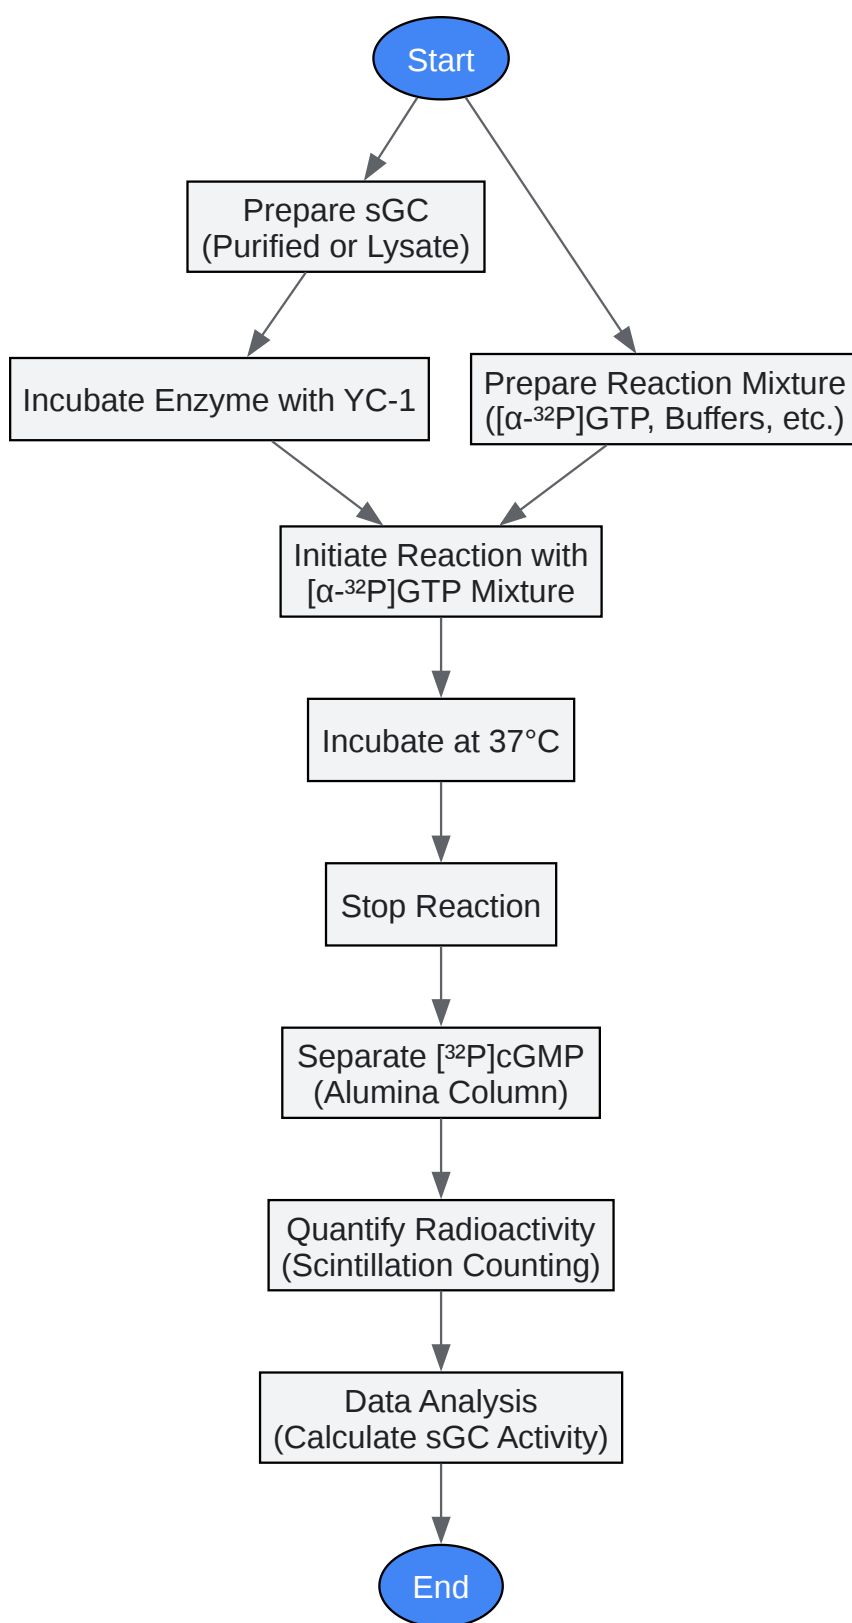 Start
Prepare sGC
(Purified or Lysate)
Incubate Enzyme with YC-1
Prepare Reaction Mixture
([α-³²P]GTP, Buffers, etc.)
Initiate Reaction with
[α-³²P]GTP Mixture
Incubate at 37°C
Stop Reaction
Separate [³²P]cGMP
(Alumina Column)
Quantify Radioactivity
(Scintillation Counting)
Data Analysis
(Calculate sGC Activity)
End